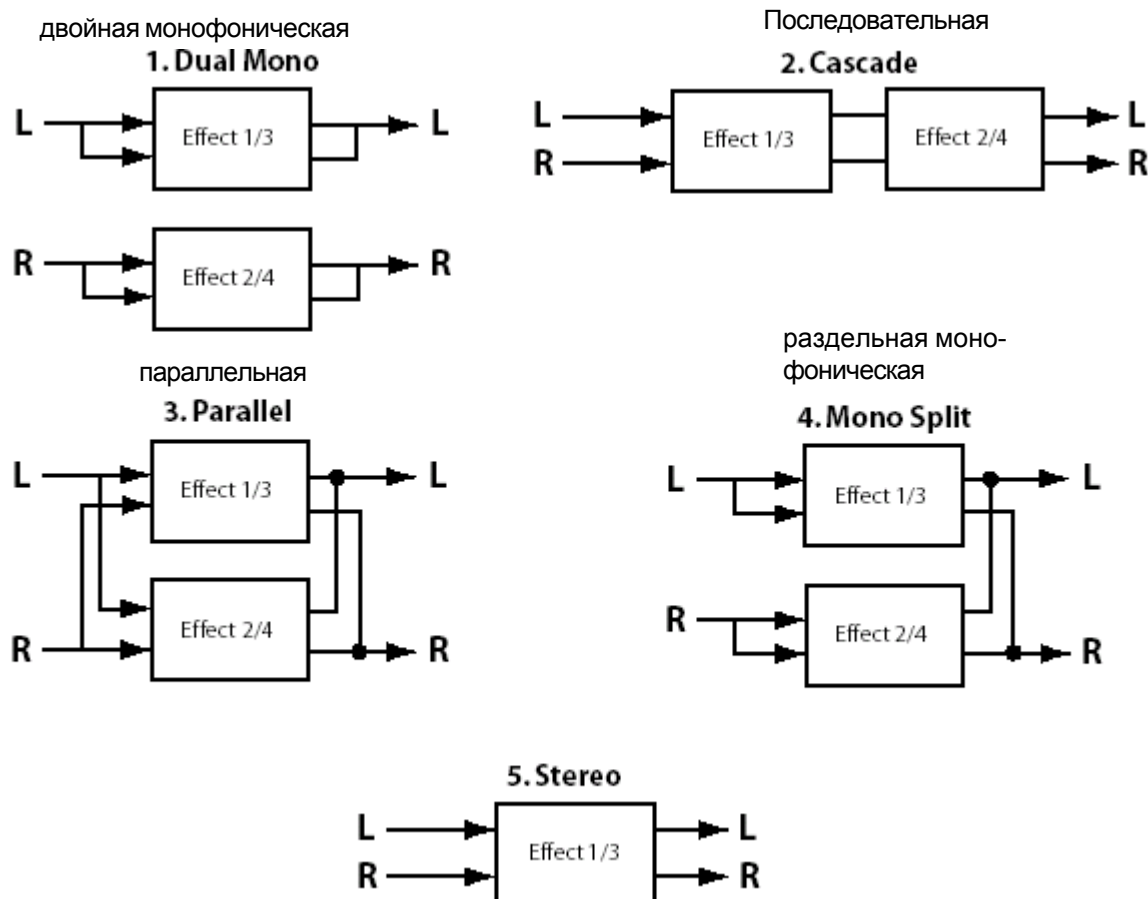 двойная монофоническая
1. Dual Mono
L
Effect 1/3
L
R
Effect 2/4
R
Последовательная
2. Cascade
L
R
Effect 1/3
Effect 2/4
L
R
параллельная
3. Parallel
L
Effect 1/3
L
R
Effect 2/4
R
раздельная моно-
фоническая
4. Mono Split
L
Effect 1/3
L
R
Effect 2/4
R
5. Stereo
L
R
Effect 1/3
L
R